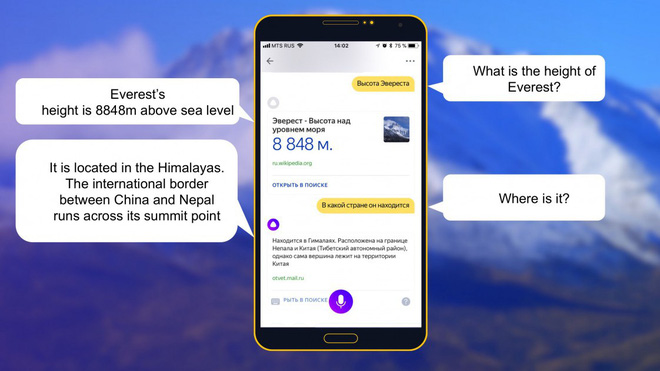 MTS RUS
14:02
75 %
What is the height of
Everest?
Высота Эвереста
Everest's
height is 8848m above sea level
Эверест - Высота над
уровнем моря
8 848 м.
ru.wikipedia.org
ОТКРЫТЬ В ПОИСКЕ
В какой стране он находится
Where is it?
It is located in the Himalayas.
The international border
between China and Nepal
runs across its summit point
Находится в Гималаях. Расположена на границе
Непала и Китая (Тибетский автономный район),
однако сама вершина лежит на территории
Китая
otvet.mail.ru
РЫТЬ В ПОИСКЕ
?